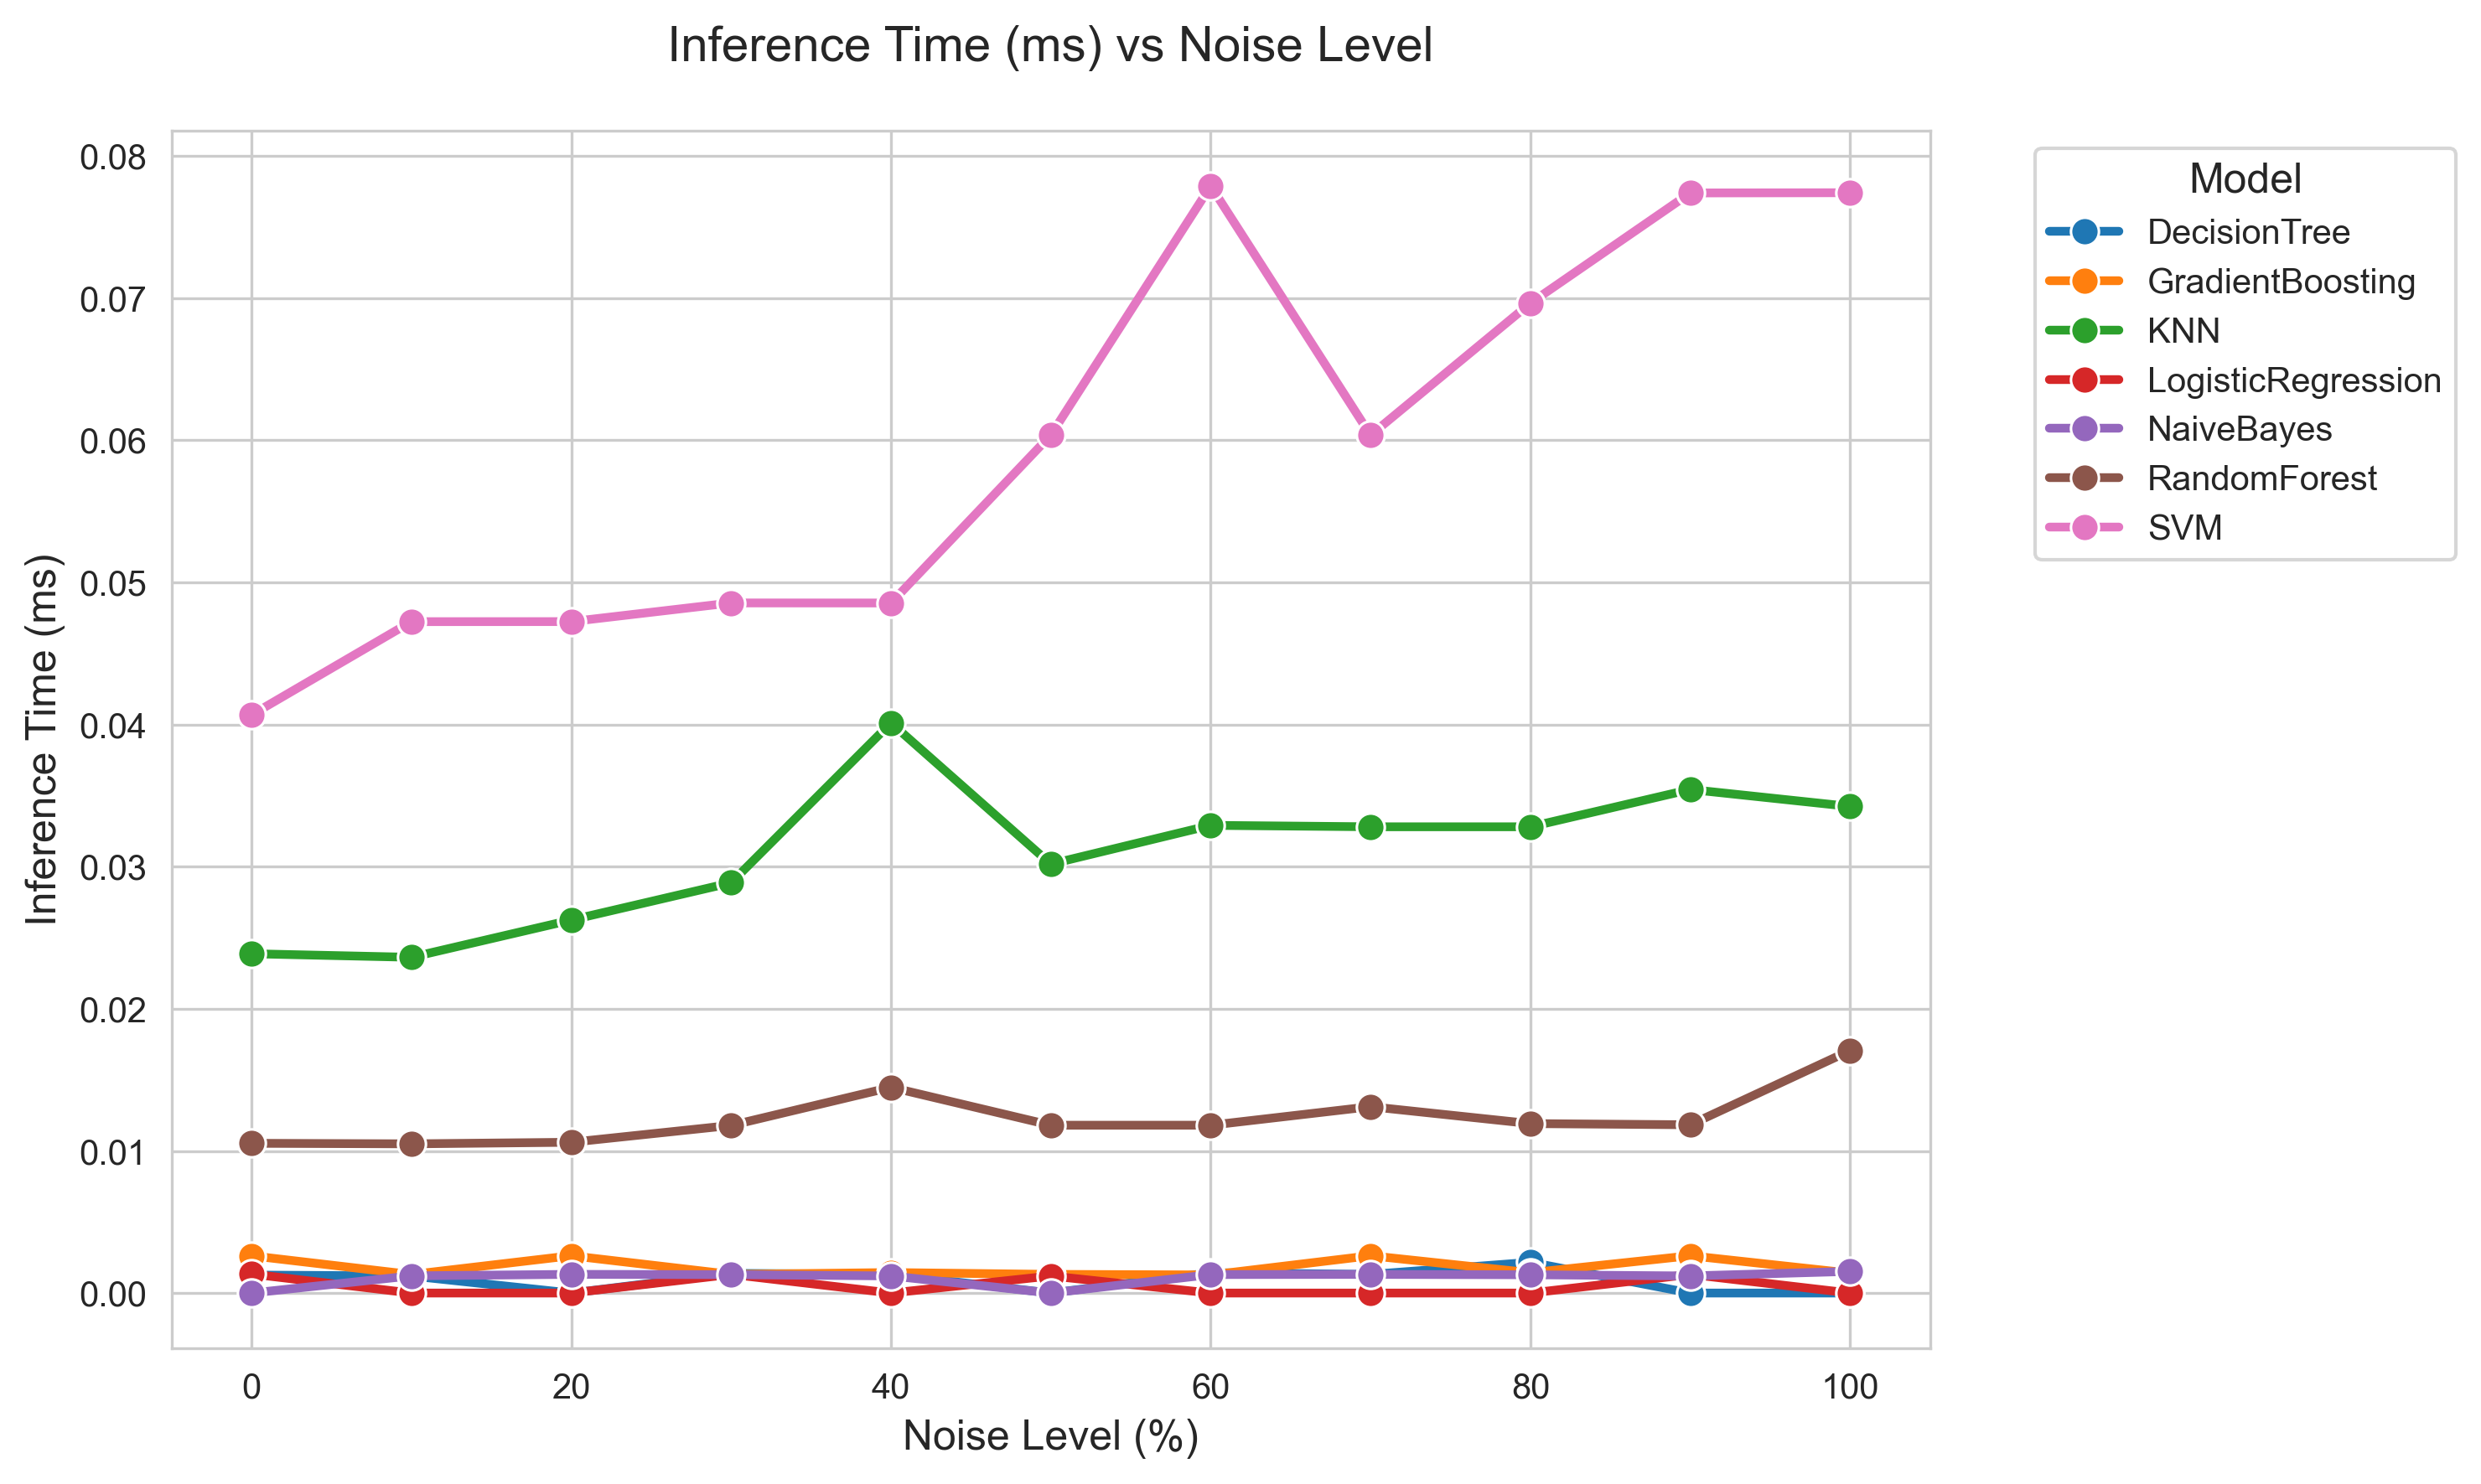 Inference Time (ms) vs Noise Level
Inference Time (ms)
0.08
0.07
0.06
0.05
0.04
0.03
0.02
0.01
0.00
0 20 40 60 80 100
Noise Level (%)
Model
DecisionTree
GradientBoosting
KNN
LogisticRegression
NaiveBayes
RandomForest
SVM